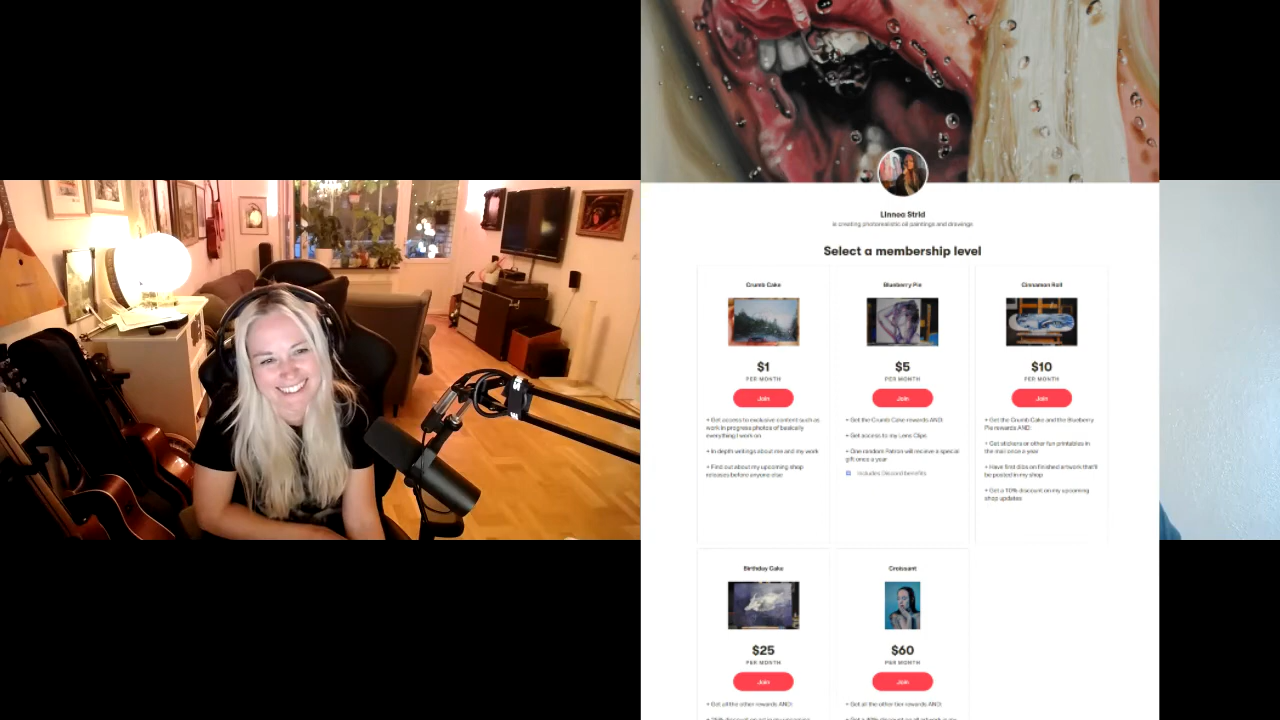 Linnea Strid
is creating photorealistic oil paintings and drawings
Select a membership level
Crumb Cake
$1
PER MONTH
Join
• Get access to exclusive content such as
work in progress photos of basically
everything I work on
• In depth writings about me and my work
• Find out about my upcoming shop
releases before anyone else
Blueberry Pie
$5
PER MONTH
Join
• Get the Crumb Cake rewards AND:
• Get access to my Lens Clips
• One random Patron will recieve a special
gift once a year
Includes Discord benefits
Cinnamon Roll
$10
PER MONTH
Join
• Get the Crumb Cake and the Blueberry
Pie rewards AND:
• Get stickers or other fun printables in
the mail once a year
• Have first dibs on finished artwork that'll
be posted in my shop
• Get a 10% discount on my upcoming
shop updates
Birthday Cake
$25
PER MONTH
Join
• Get all the other rewards AND:
Croissant
$60
PER MONTH
Join
• Get all the other tier rewards AND: